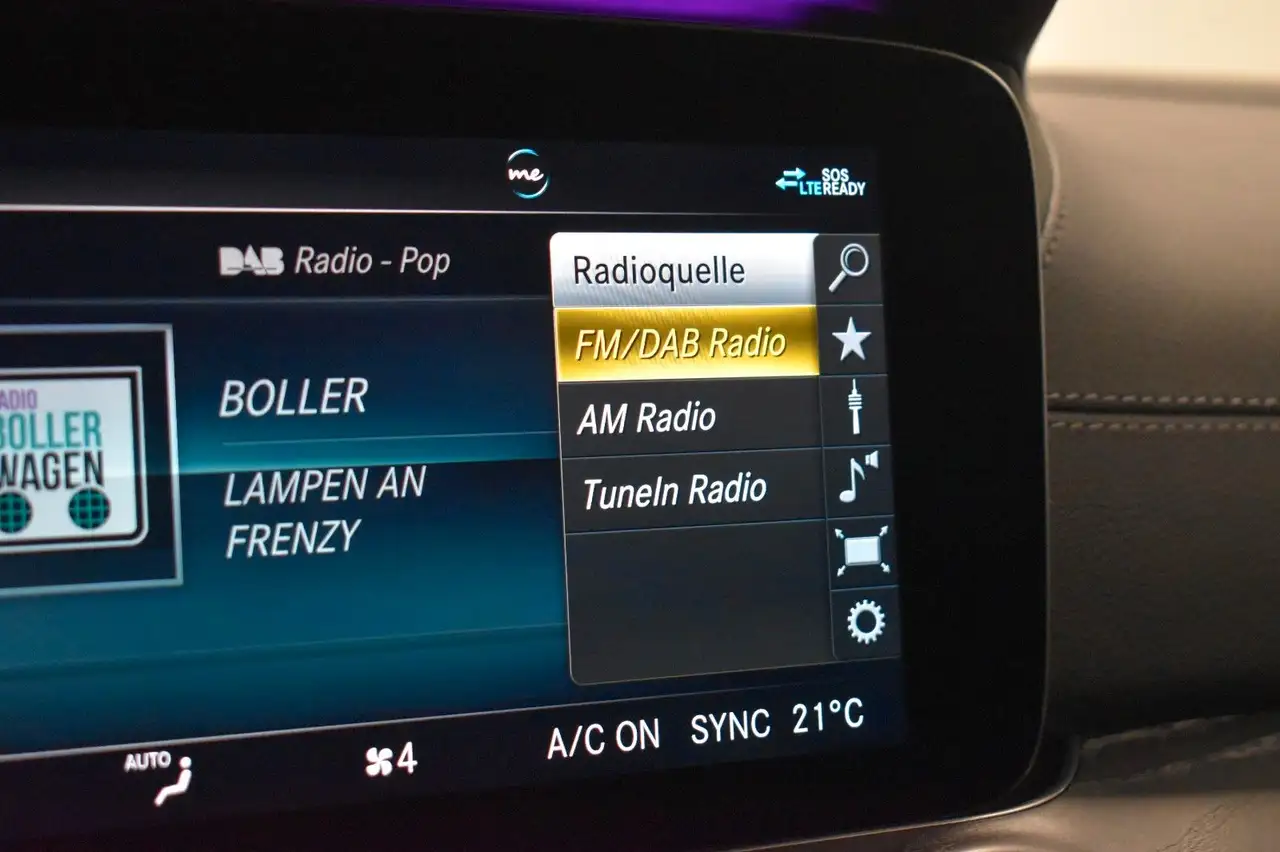 me
SOS
LTE READY
DAB Radio - Pop
Radioquelle
FM/DAB Radio
AM Radio
TuneIn Radio
RADIO
BOLLER
WAGEN
BOLLER
LAMPEN AN
FRENZY
AUTO
4
A/C ON SYNC 21°C